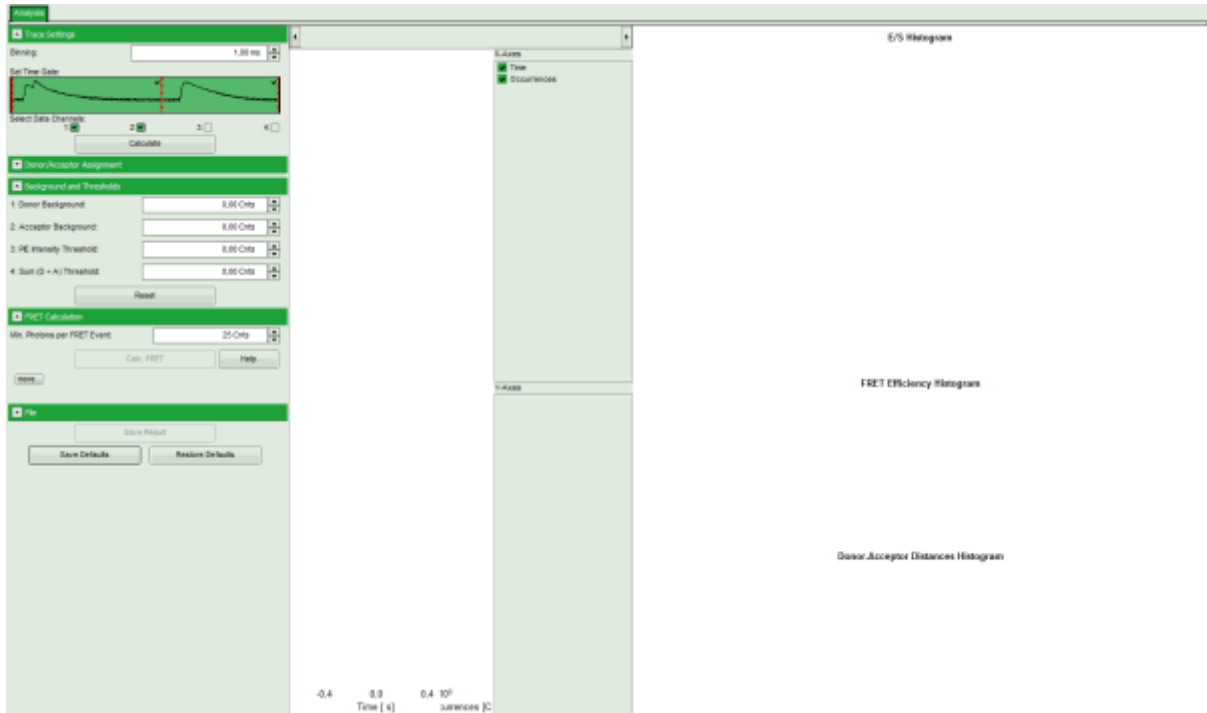 Analysis
Trace Settings
Binning:
1,00 ms
Set Time Gate:
Select Data Channels:
1: 2: 3: 4:
Calculate
Donor/Acceptor Assignment
Background and Thresholds
1: Donor Background:
0,00 Cnts
2: Acceptor Background:
0,00 Cnts
3: PIE Intensity Threshold:
0,00 Cnts
4: Sum (D + A) Threshold:
0,00 Cnts
Reset
FRET Calculation
Min. Photons per FRET Event:
25 Cnts
Calc. FRET
Help
more...
File
Save Result
Save Defaults
Restore Defaults
X-Axes
Time
Occurrences
Y-Axes
-0,4 0,0 0,4 10⁰
Time [ s] urrences [C
E/S Histogram
FRET Efficiency Histogram
Donor-Acceptor Distances Histogram